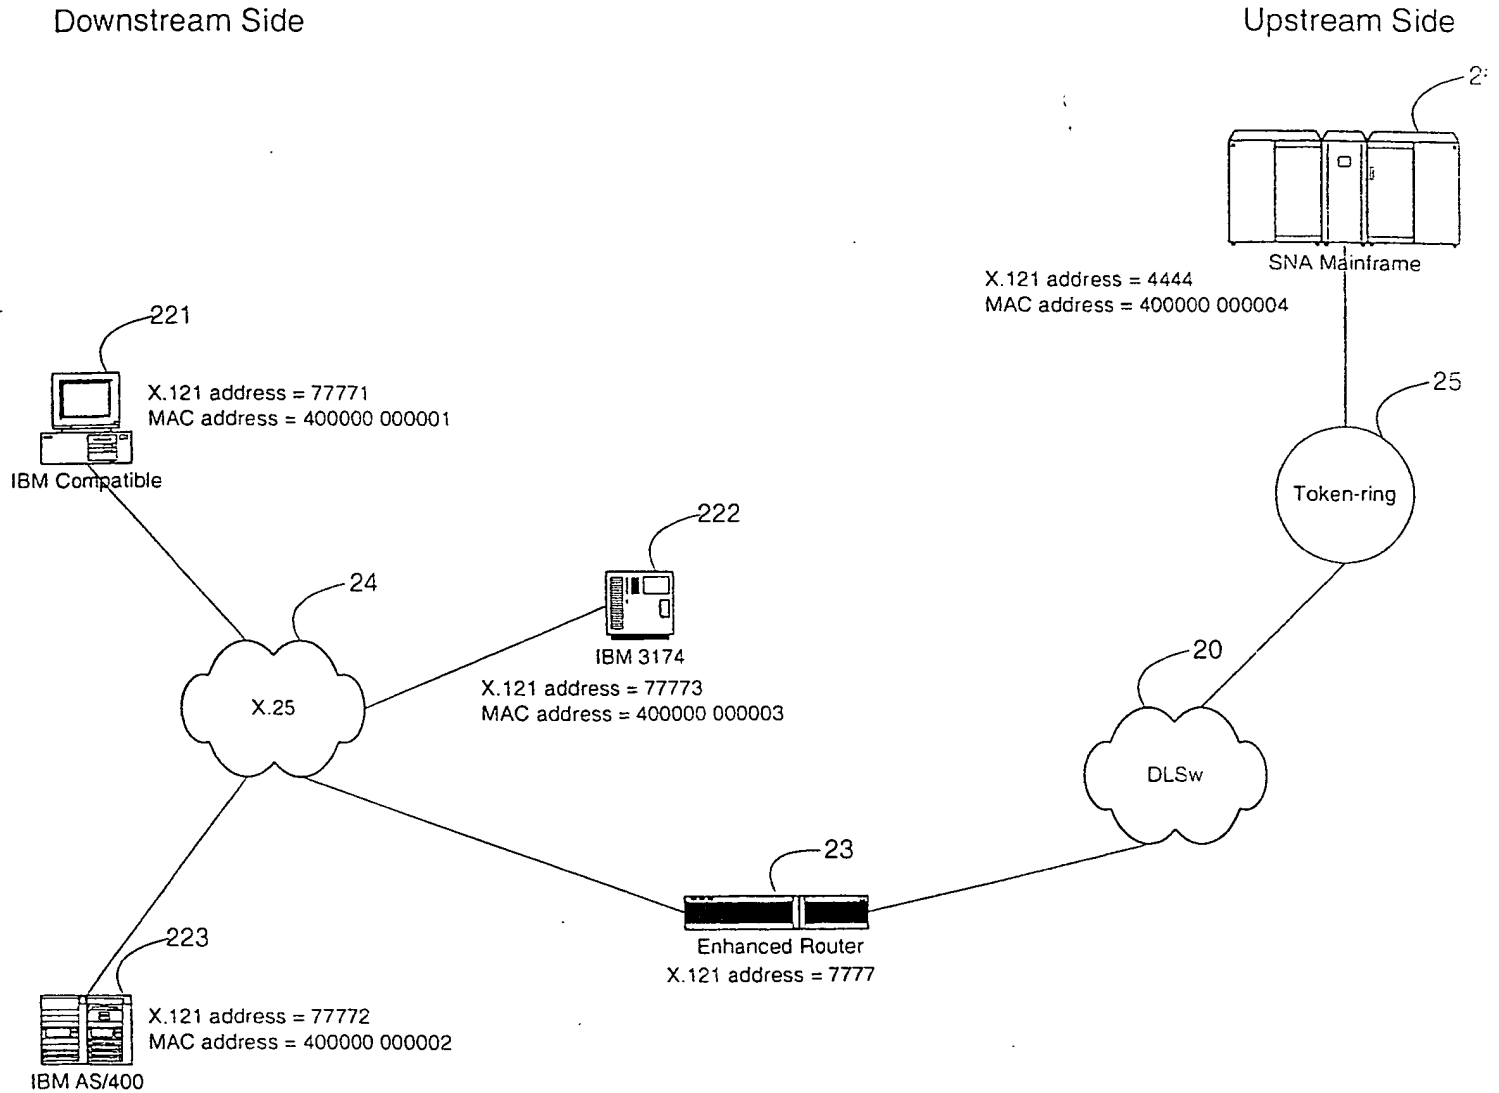 Downstream Side
Upstream Side
SNA Mainframe
X.121 address = 4444
MAC address = 400000 000004
221
X.121 address = 77771
MAC address = 400000 000001
IBM Compatible
25
Token-ring
222
IBM 3174
X.121 address = 77773
MAC address = 400000 000003
24
X.25
20
DLSw
23
Enhanced Router
X.121 address = 7777
223
X.121 address = 77772
MAC address = 400000 000002
IBM AS/400